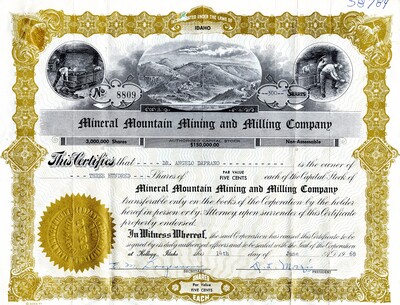 58/89
INCORPORATED UNDER THE LAWS OF
IDAHO
No 8809
300 SHARES
Mineral Mountain Mining and Milling Company
3,000,000 Shares
AUTHORIZED CAPITAL STOCK
$150,000.00
Non-Assessable
This Certifies that DR. ANGELO DAPRANO is the owner of
THREE HUNDRED Shares of PAR VALUE FIVE CENTS each of the Capital Stock of
Mineral Mountain Mining and Milling Company
transferable only on the books of the Corporation by the holder
hereof in person or by Attorney upon surrender of this Certificate
properly endorsed.
In Witness Whereof, the said Corporation has caused this Certificate to be
signed by its duly authorized officers and to be sealed with the Seal of the Corporation
at Kellogg, Idaho this 14th day of June A.D. 1968
SECRETARY
PRESIDENT
PAR VALUE
FIVE CENTS
EACH